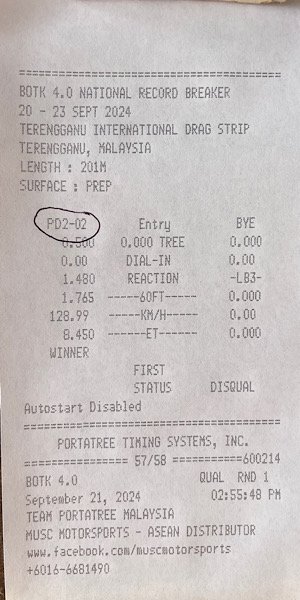 =================================
BOTK 4.0 NATIONAL RECORD BREAKER
20 - 23 SEPT 2024
TERENGGANU INTERNATIONAL DRAG STRIP
TERENGGANU, MALAYSIA
LENGTH : 201M
SURFACE : PREP
PD2-02 Entry BYE
0.500 0.000 TREE 0.000
0.00 DIAL-IN 0.00
1.480 REACTION -LB3-
1.765 ------60FT----- 0.000
128.99 -----KM/H----- 0.00
8.450 ------ET------ 0.000
WINNER
FIRST
STATUS DISQUAL
Autostart Disabled
=================================
PORTATREE TIMING SYSTEMS, INC.
=============== 57/58 ===========600214
BOTK 4.0 QUAL RND 1
September 21, 2024 02:55:48 PM
TEAM PORTATREE MALAYSIA
MUSC MOTORSPORTS - ASEAN DISTRIBUTOR
www.facebook.com/muscmotorsports
+6016-6681490